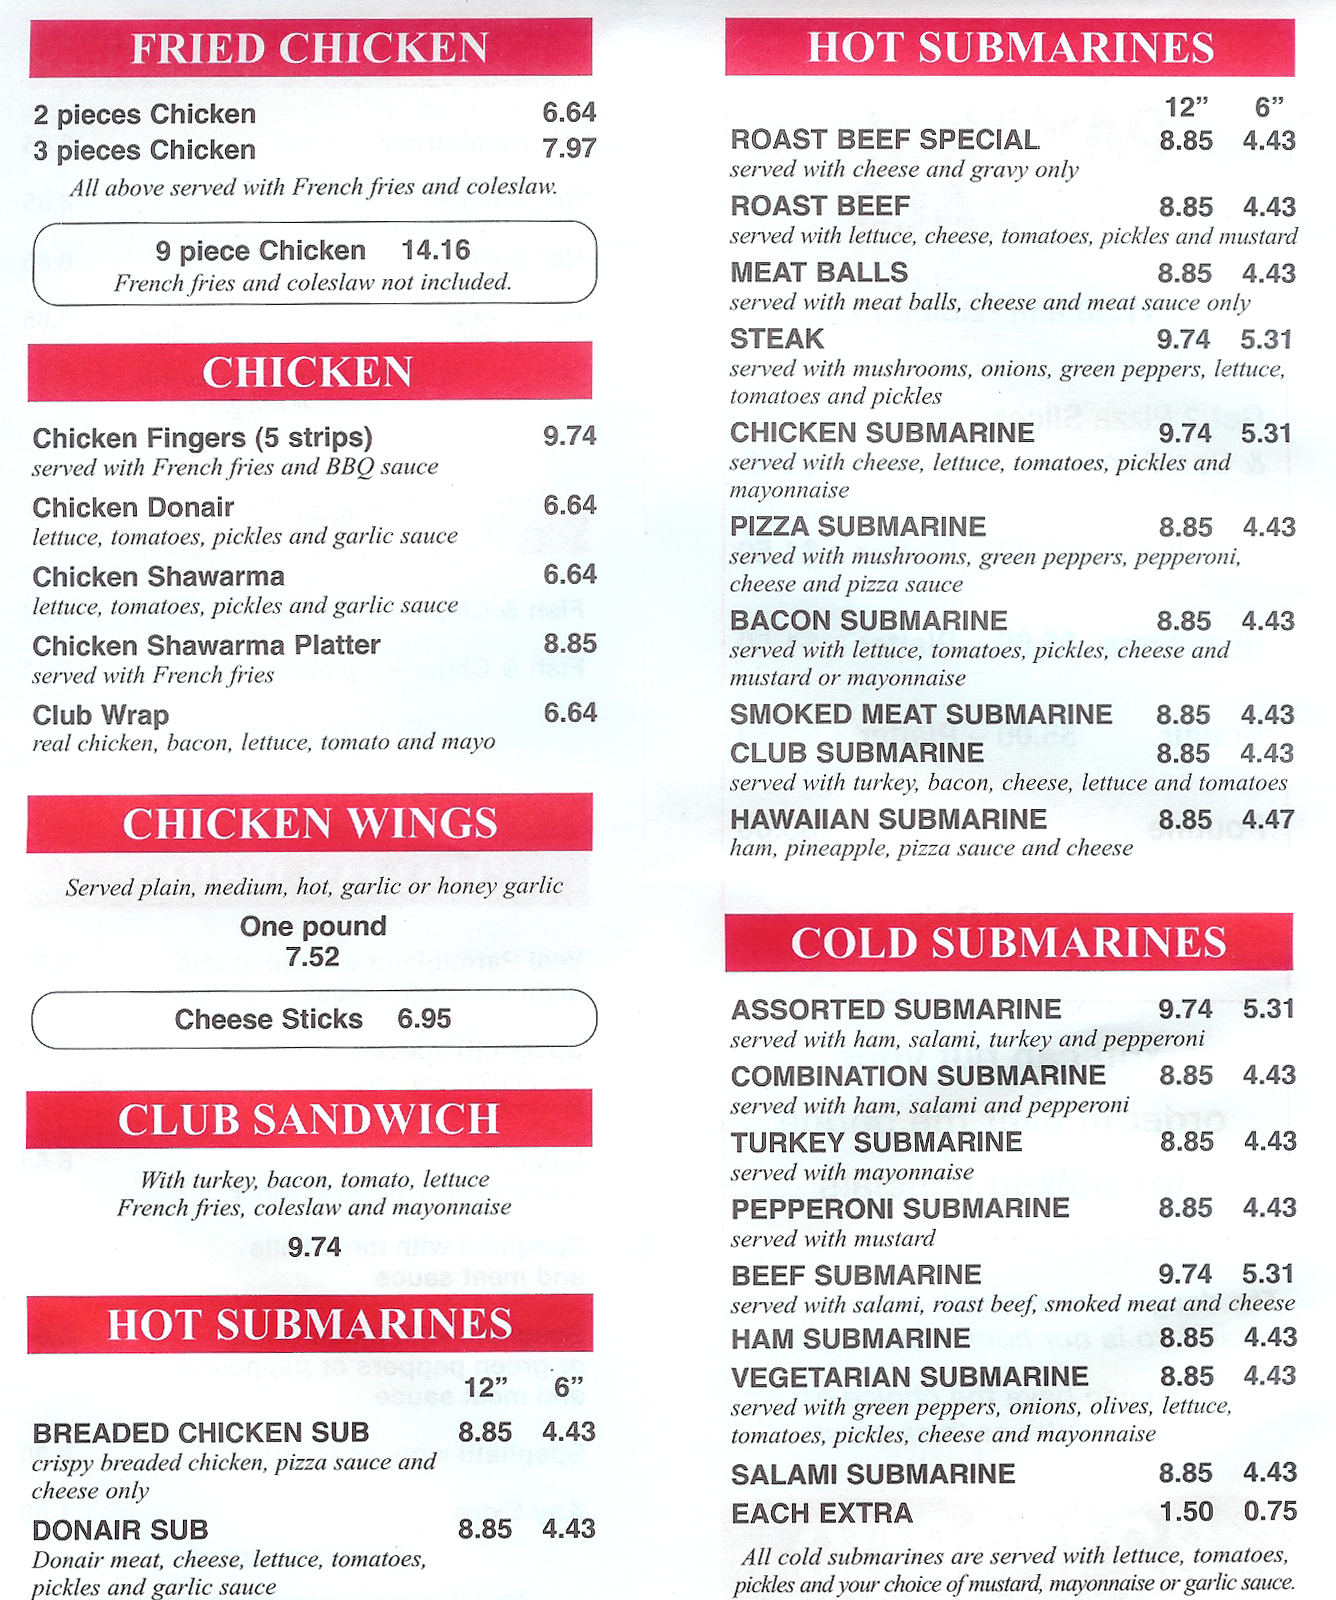 FRIED CHICKEN
2 pieces Chicken 6.64
3 pieces Chicken 7.97
All above served with French fries and coleslaw.
9 piece Chicken 14.16
French fries and coleslaw not included.
CHICKEN
Chicken Fingers (5 strips) 9.74
served with French fries and BBQ sauce
Chicken Donair 6.64
lettuce, tomatoes, pickles and garlic sauce
Chicken Shawarma 6.64
lettuce, tomatoes, pickles and garlic sauce
Chicken Shawarma Platter 8.85
served with French fries
Club Wrap 6.64
real chicken, bacon, lettuce, tomato and mayo
CHICKEN WINGS
Served plain, medium, hot, garlic or honey garlic
One pound
7.52
Cheese Sticks 6.95
CLUB SANDWICH
With turkey, bacon, tomato, lettuce
French fries, coleslaw and mayonnaise
9.74
HOT SUBMARINES
12” 6”
BREADED CHICKEN SUB 8.85 4.43
crispy breaded chicken, pizza sauce and
cheese only
DONAIR SUB 8.85 4.43
Donair meat, cheese, lettuce, tomatoes,
pickles and garlic sauce
HOT SUBMARINES
12” 6”
ROAST BEEF SPECIAL 8.85 4.43
served with cheese and gravy only
ROAST BEEF 8.85 4.43
served with lettuce, cheese, tomatoes, pickles and mustard
MEAT BALLS 8.85 4.43
served with meat balls, cheese and meat sauce only
STEAK 9.74 5.31
served with mushrooms, onions, green peppers, lettuce,
tomatoes and pickles
CHICKEN SUBMARINE 9.74 5.31
served with cheese, lettuce, tomatoes, pickles and
mayonnaise
PIZZA SUBMARINE 8.85 4.43
served with mushrooms, green peppers, pepperoni,
cheese and pizza sauce
BACON SUBMARINE 8.85 4.43
served with lettuce, tomatoes, pickles, cheese and
mustard or mayonnaise
SMOKED MEAT SUBMARINE 8.85 4.43
CLUB SUBMARINE 8.85 4.43
served with turkey, bacon, cheese, lettuce and tomatoes
HAWAIIAN SUBMARINE 8.85 4.47
ham, pineapple, pizza sauce and cheese
COLD SUBMARINES
ASSORTED SUBMARINE 9.74 5.31
served with ham, salami, turkey and pepperoni
COMBINATION SUBMARINE 8.85 4.43
served with ham, salami and pepperoni
TURKEY SUBMARINE 8.85 4.43
served with mayonnaise
PEPPERONI SUBMARINE 8.85 4.43
served with mustard
BEEF SUBMARINE 9.74 5.31
served with salami, roast beef, smoked meat and cheese
HAM SUBMARINE 8.85 4.43
VEGETARIAN SUBMARINE 8.85 4.43
served with green peppers, onions, olives, lettuce,
tomatoes, pickles, cheese and mayonnaise
SALAMI SUBMARINE 8.85 4.43
EACH EXTRA 1.50 0.75
All cold submarines are served with lettuce, tomatoes,
pickles and your choice of mustard, mayonnaise or garlic sauce.